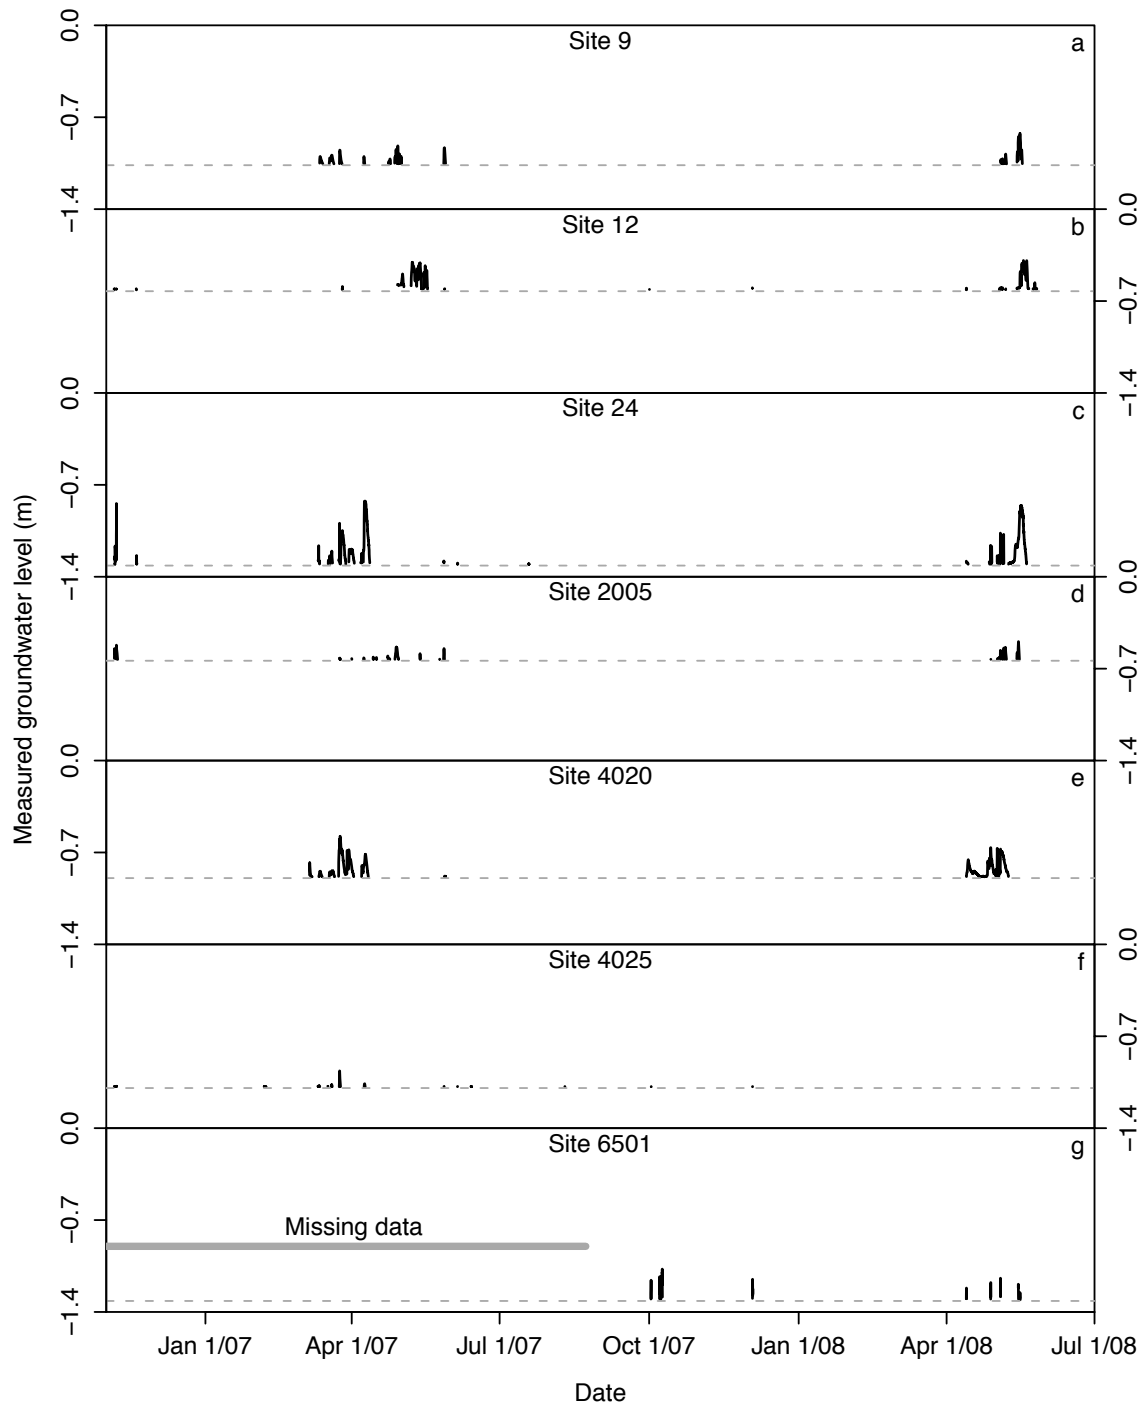 0.0
Site 9
a
−0.7
−1.4
0.0
Site 12
b
−0.7
0.0
−1.4
Site 24
c
−0.7
−1.4
0.0
Site 2005
d
−0.7
0.0
−1.4
Site 4020
e
−0.7
−1.4
0.0
Site 4025
f
−0.7
0.0
−1.4
Site 6501
g
−0.7
Missing data
−1.4
Measured groundwater level (m)
Jan 1/07 Apr 1/07 Jul 1/07 Oct 1/07 Jan 1/08 Apr 1/08 Jul 1/08
Date